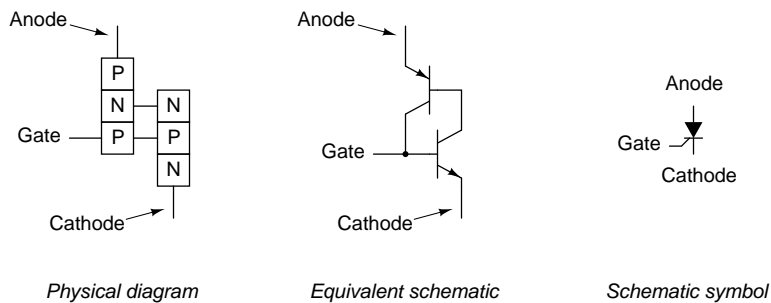 Anode
P
N N
Gate P P
N
Cathode
Physical diagram
Anode
Gate
Cathode
Equivalent schematic
Anode
Gate
Cathode
Schematic symbol